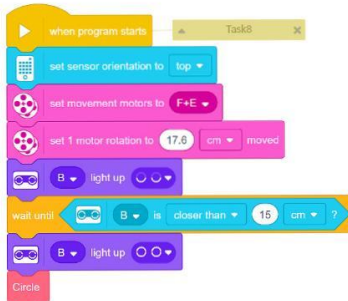 when program starts Task8
set sensor orientation to top
set movement motors to F+E
set 1 motor rotation to 17.6 cm moved
B light up
wait until B is closer than 15 cm ?
B light up
Circle